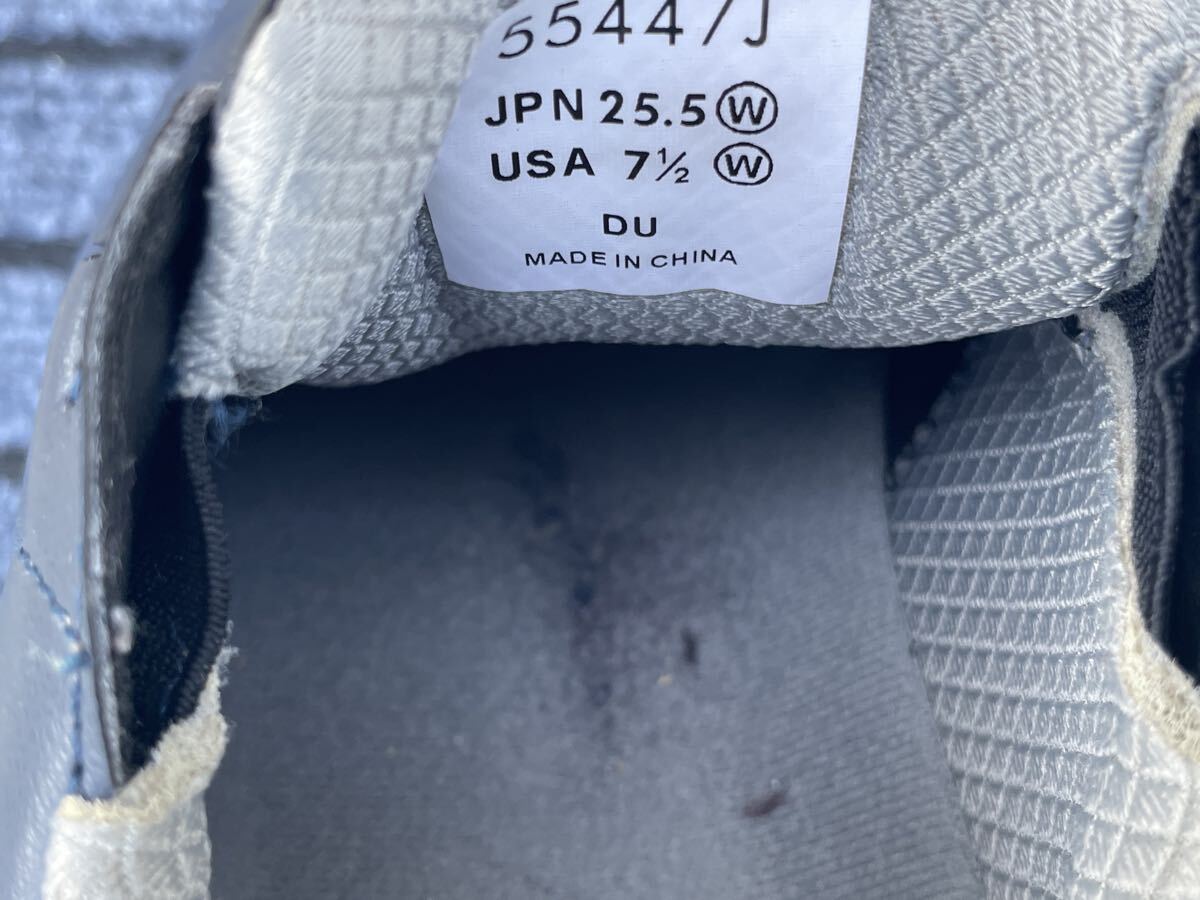 5544/J
JPN 25.5 Ⓦ
USA 7½ Ⓦ
DU
MADE IN CHINA